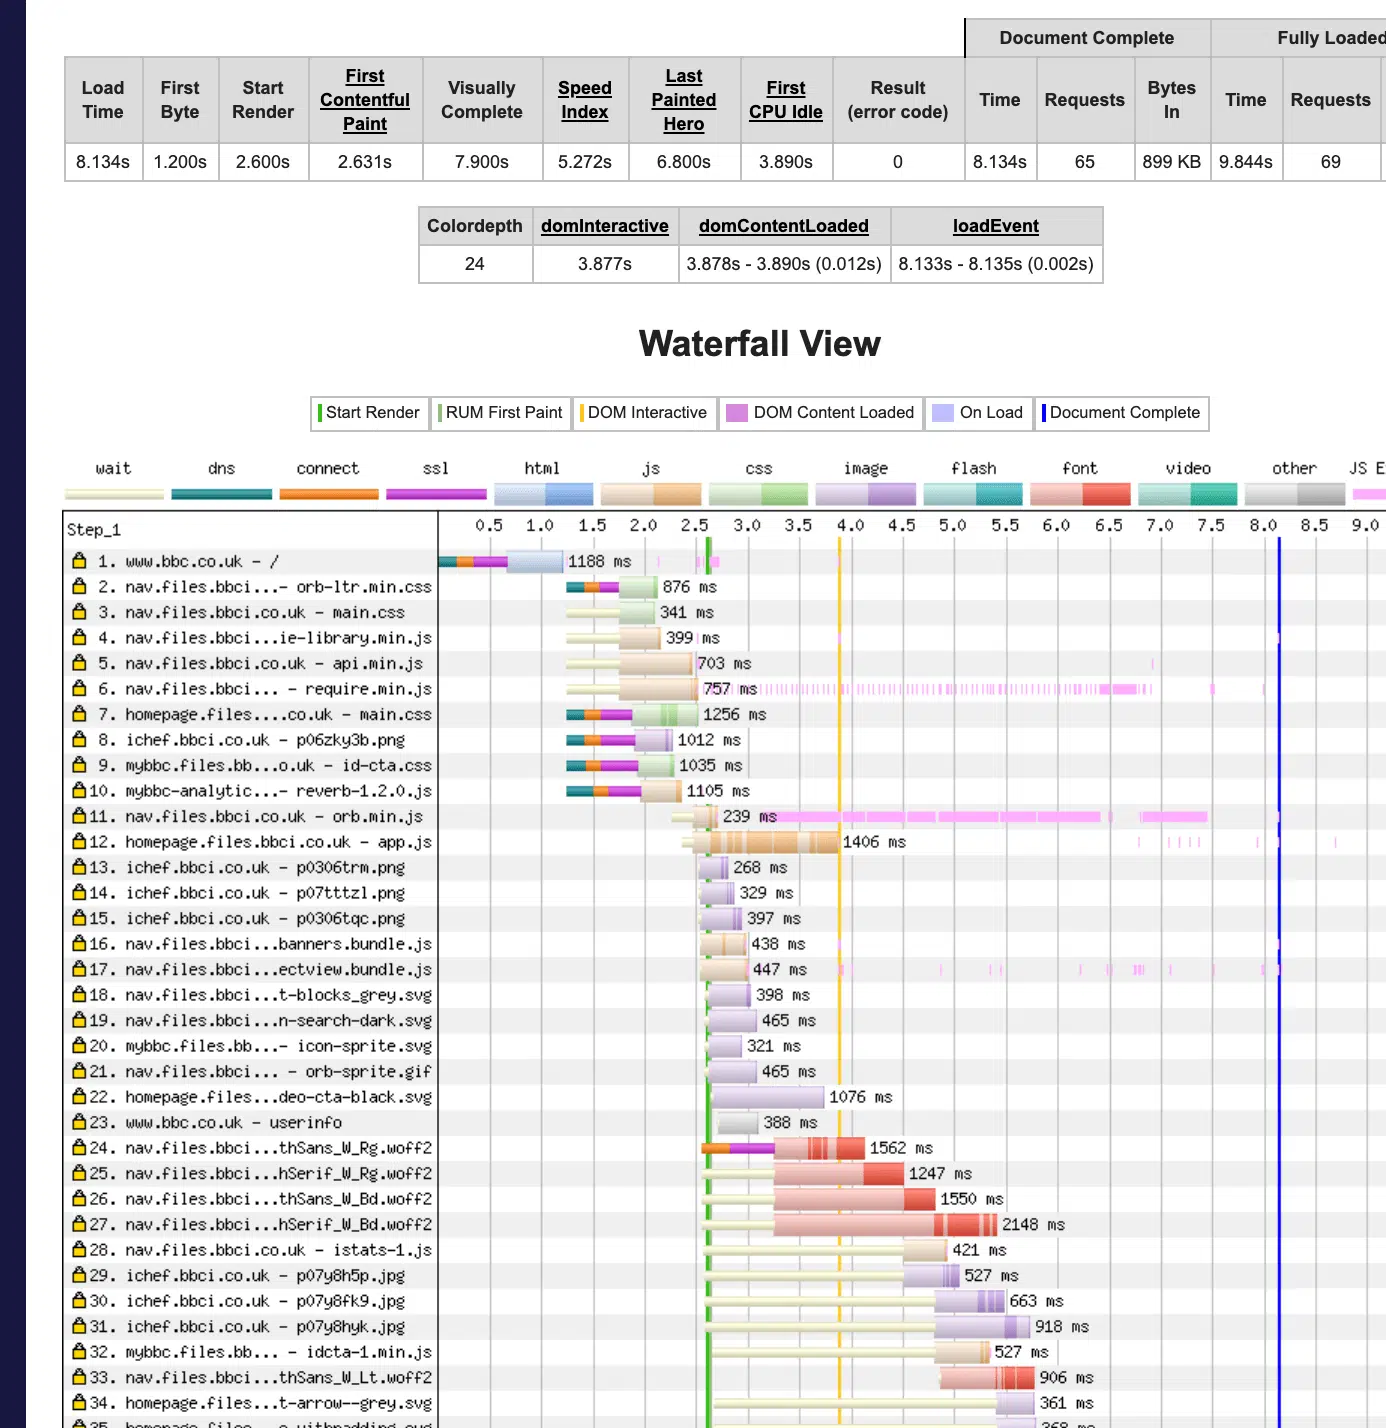 Document Complete Fully Loaded
Load Time First Byte Start Render First Contentful Paint Visually Complete Speed Index Last Painted Hero First CPU Idle Result (error code) Time Requests Bytes In Time Requests
8.134s 1.200s 2.600s 2.631s 7.900s 5.272s 6.800s 3.890s 0 8.134s 65 899 KB 9.844s 69
Colordepth domInteractive domContentLoaded loadEvent
24 3.877s 3.878s - 3.890s (0.012s) 8.133s - 8.135s (0.002s)
Waterfall View
Start Render RUM First Paint DOM Interactive DOM Content Loaded On Load Document Complete
wait dns connect ssl html js css image flash font video other JS E
Step_1 0.5 1.0 1.5 2.0 2.5 3.0 3.5 4.0 4.5 5.0 5.5 6.0 6.5 7.0 7.5 8.0 8.5 9.0
1. www.bbc.co.uk - / 1188 ms
2. nav.files.bbci...- orb-ltr.min.css 876 ms
3. nav.files.bbci.co.uk - main.css 341 ms
4. nav.files.bbci...ie-library.min.js 399 ms
5. nav.files.bbci.co.uk - api.min.js 703 ms
6. nav.files.bbci... - require.min.js 757 ms
7. homepage.files....co.uk - main.css 1256 ms
8. ichef.bbci.co.uk - p06zky3b.png 1012 ms
9. mybbc.files.bb...o.uk - id-cta.css 1035 ms
10. mybbc-analytic...- reverb-1.2.0.js 1105 ms
11. nav.files.bbci.co.uk - orb.min.js 239 ms
12. homepage.files.bbci.co.uk - app.js 1406 ms
13. ichef.bbci.co.uk - p0306trm.png 268 ms
14. ichef.bbci.co.uk - p07tttzl.png 329 ms
15. ichef.bbci.co.uk - p0306tqc.png 397 ms
16. nav.files.bbci...banners.bundle.js 438 ms
17. nav.files.bbci...ectview.bundle.js 447 ms
18. nav.files.bbci...t-blocks_grey.svg 398 ms
19. nav.files.bbci...n-search-dark.svg 465 ms
20. mybbc.files.bb...- icon-sprite.svg 321 ms
21. nav.files.bbci... - orb-sprite.gif 465 ms
22. homepage.files...deo-cta-black.svg 1076 ms
23. www.bbc.co.uk - userinfo 388 ms
24. nav.files.bbci...thSans_W_Rg.woff2 1562 ms
25. nav.files.bbci...hSerif_W_Rg.woff2 1247 ms
26. nav.files.bbci...thSans_W_Bd.woff2 1550 ms
27. nav.files.bbci...hSerif_W_Bd.woff2 2148 ms
28. nav.files.bbci.co.uk - istats-1.js 421 ms
29. ichef.bbci.co.uk - p07y8h5p.jpg 527 ms
30. ichef.bbci.co.uk - p07y8fk9.jpg 663 ms
31. ichef.bbci.co.uk - p07y8hyk.jpg 918 ms
32. mybbc.files.bb... - idcta-1.min.js 527 ms
33. nav.files.bbci...thSans_W_Lt.woff2 906 ms
34. homepage.files...t-arrow--grey.svg 361 ms